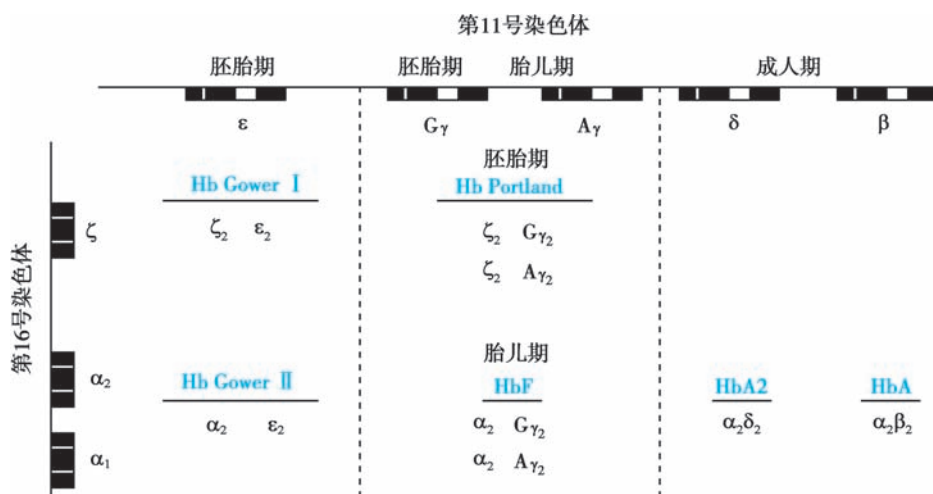 第11号染色体
胚胎期 胚胎期 胎儿期 成人期
ε Gγ Aγ δ β
胚胎期
Hb Gower Ⅰ Hb Portland
ζ ζ₂ ε₂ ζ₂ Gγ₂
ζ₂ Aγ₂
第16号染色体
胎儿期
α₂ Hb Gower Ⅱ HbF HbA2 HbA
α₂ ε₂ α₂ Gγ₂ α₂δ₂ α₂β₂
α₁ α₂ Aγ₂